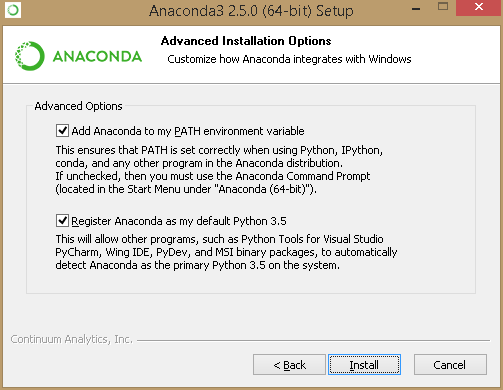 Anaconda3 2.5.0 (64-bit) Setup
ANACONDA
Advanced Installation Options
Customize how Anaconda integrates with Windows
Advanced Options
Add Anaconda to my PATH environment variable
This ensures that PATH is set correctly when using Python, IPython,
conda, and any other program in the Anaconda distribution.
If unchecked, then you must use the Anaconda Command Prompt
(located in the Start Menu under "Anaconda (64-bit)").
Register Anaconda as my default Python 3.5
This will allow other programs, such as Python Tools for Visual Studio
PyCharm, Wing IDE, PyDev, and MSI binary packages, to automatically
detect Anaconda as the primary Python 3.5 on the system.
Continuum Analytics, Inc.
< Back
Install
Cancel